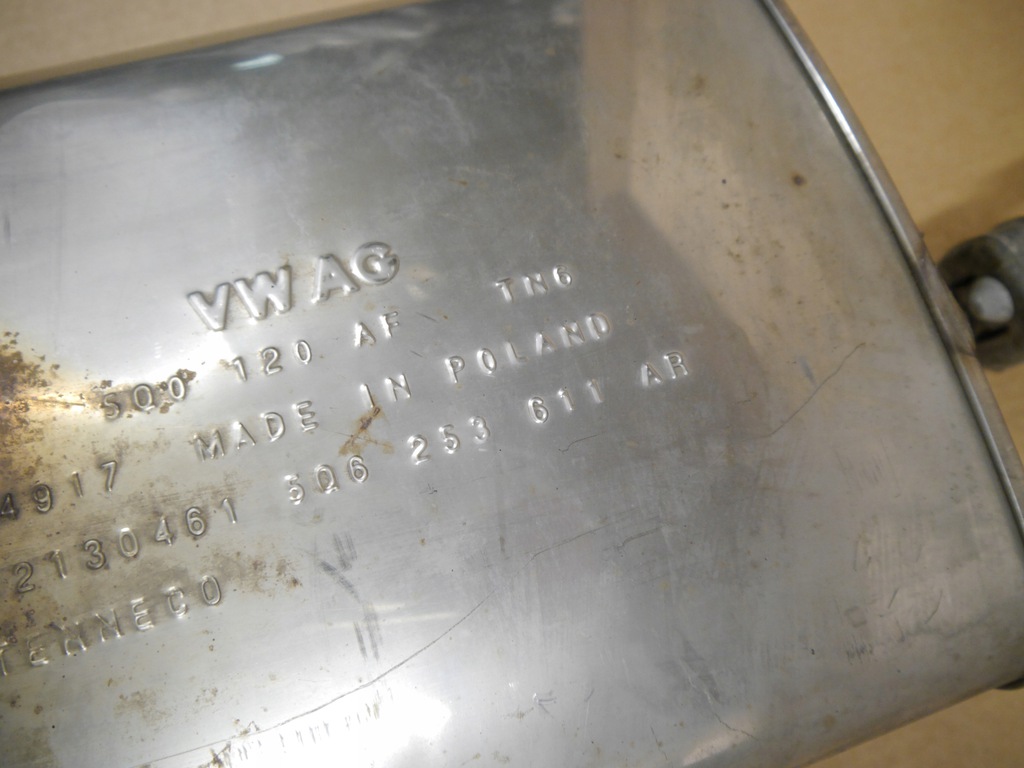 VW AG
5Q0 120 AF TN6
MADE IN POLAND
4917
2130461 5Q6 253 611 AR
TENNECO